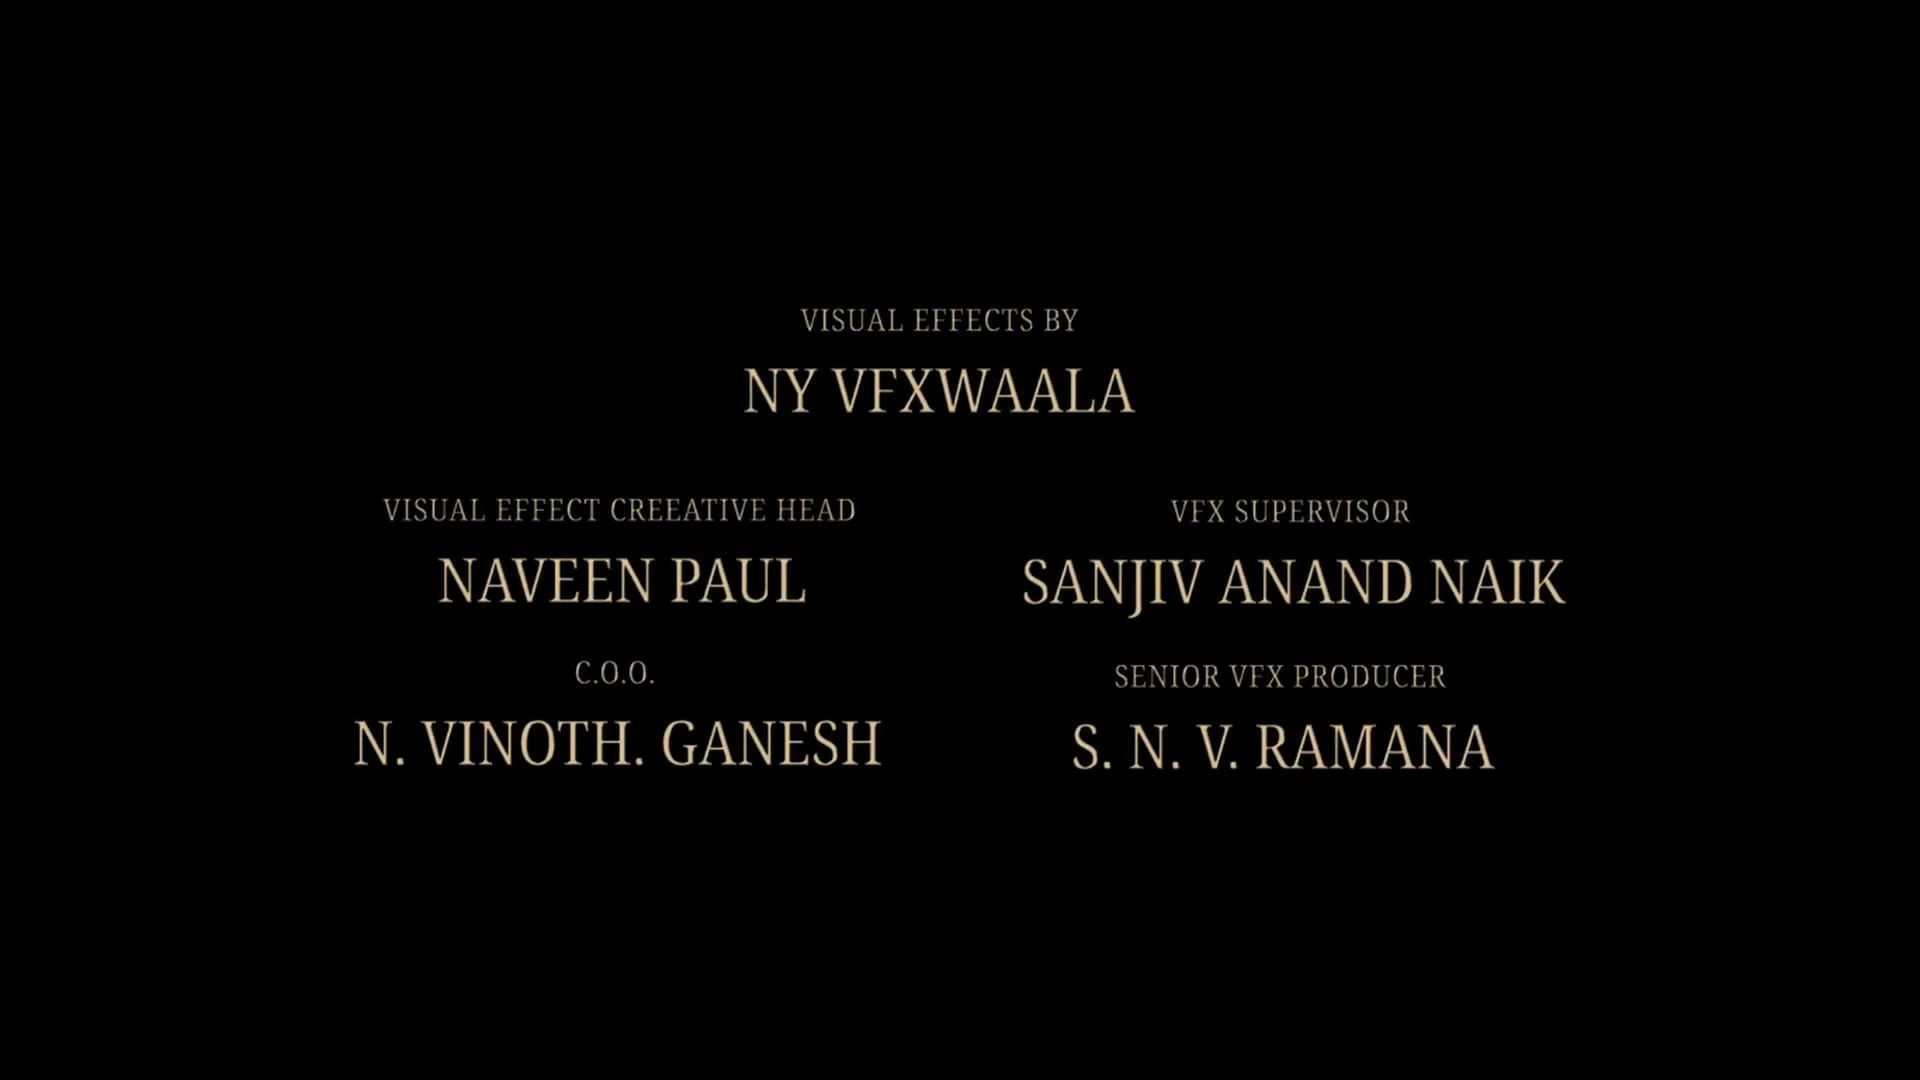 VISUAL EFFECTS BY
NY VFXWAALA
VISUAL EFFECT CREEATIVE HEAD
NAVEEN PAUL
VFX SUPERVISOR
SANJIV ANAND NAIK
C.O.O.
N. VINOTH. GANESH
SENIOR VFX PRODUCER
S. N. V. RAMANA